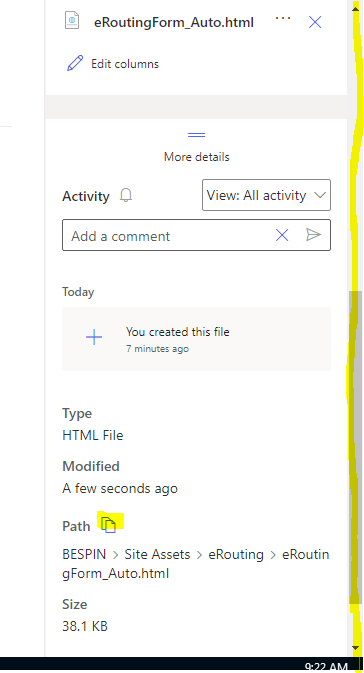 eRoutingForm_Auto.html
Edit columns
More details
Activity
View: All activity
Add a comment
Today
You created this file
7 minutes ago
Type
HTML File
Modified
A few seconds ago
Path
BESPIN > Site Assets > eRouting > eRoutin
gForm_Auto.html
Size
38.1 KB
9:22 AM